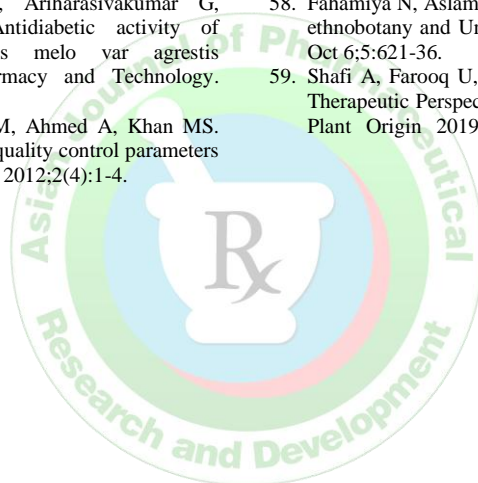 , Ariharasivakumar G,
Antidiabetic activity of
s melo var agrestis
rmacy and Technology.
M, Ahmed A, Khan MS.
quality control parameters
2012;2(4):1-4.
58. Fahamiya N, Aslam
ethnobotany and Un
Oct 6;5:621-36.
59. Shafi A, Farooq U,
Therapeutic Perspec
Plant Origin 2019
Asian Journal of Pharmaceutical
Research and Development
Rx